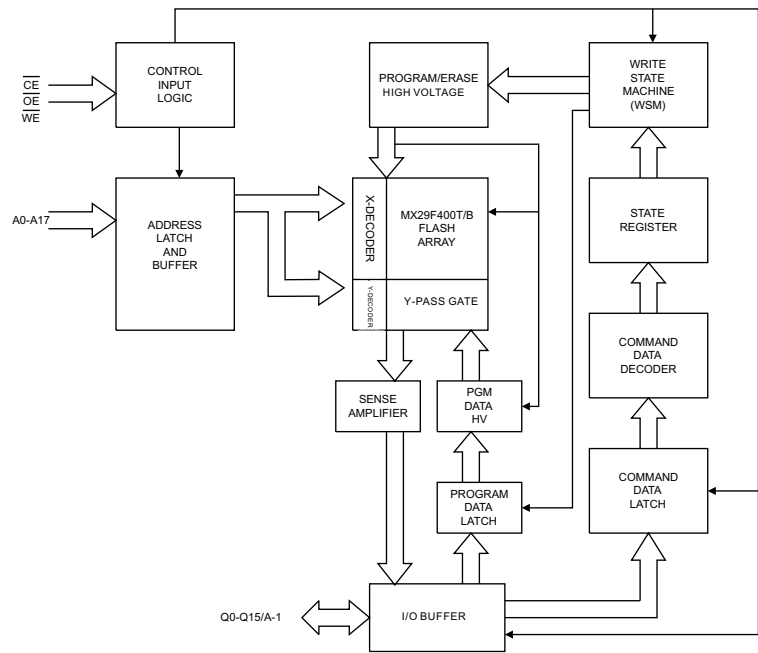 CONTROL
INPUT
LOGIC
PROGRAM/ERASE
HIGH VOLTAGE
WRITE
STATE
MACHINE
(WSM)
CE
OE
WE
A0-A17
ADDRESS
LATCH
AND
BUFFER
X-DECODER
MX29F400T/B
FLASH
ARRAY
STATE
REGISTER
Y-DECODER
Y-PASS GATE
COMMAND
DATA
DECODER
SENSE
AMPLIFIER
PGM
DATA
HV
COMMAND
DATA
LATCH
PROGRAM
DATA
LATCH
Q0-Q15/A-1
I/O BUFFER